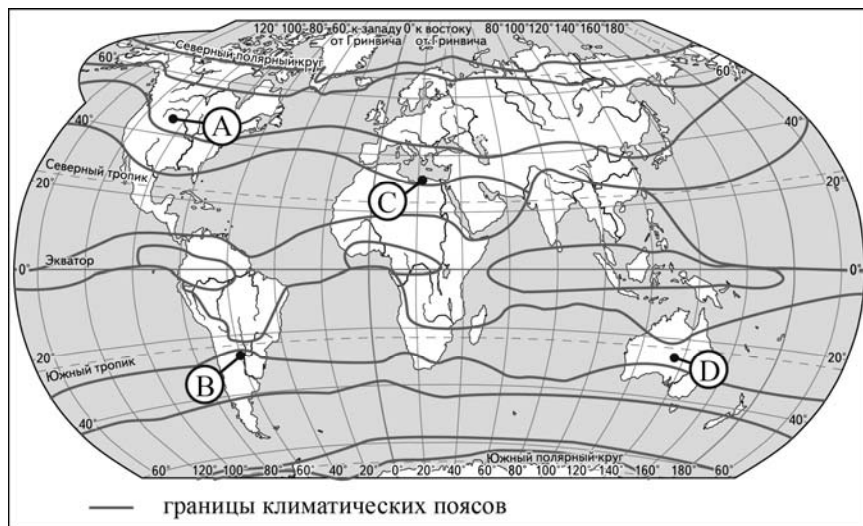 120° 100° 80° 60° к западу 0° к востоку 60° 80° 100° 120° 140° 160° 180°
от Гринвича от Гринвича
Северный полярный круг
60° 60°
A
40° 40°
Северный тропик
C
20° 20°
Экватор
0° 0°
20° 20°
Южный тропик
B
D
40° 40°
Южный полярный круг
60° 120° 100° 60° 40° 20° 0° 20° 40° 60° 100° 120° 140° 180° 60°
границы климатических поясов